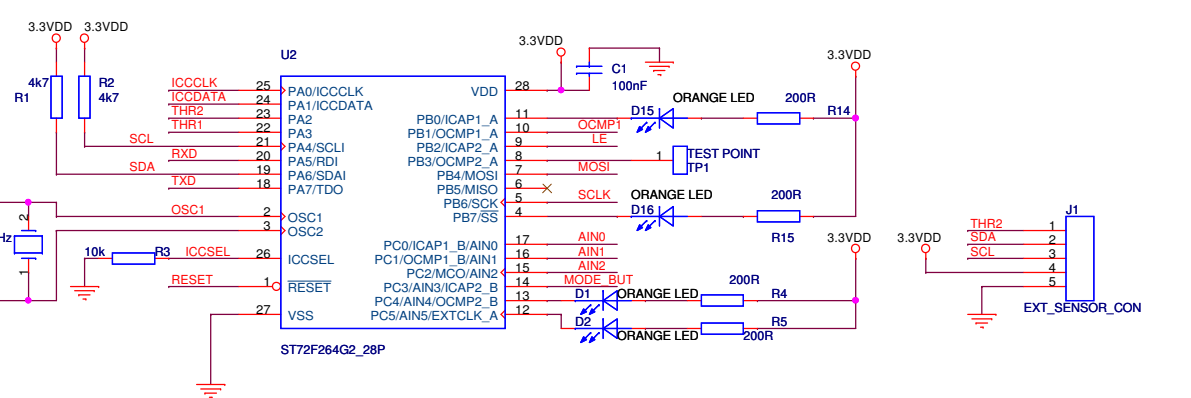 3.3VDD 3.3VDD
4k7
R1
R2
4k7
U2
ICCCLK 25 PA0/ICCCLK
ICCDATA 24 PA1/ICCDATA
THR2 23 PA2
THR1 22 PA3
SCL 21 PA4/SCLI
RXD 20 PA5/RDI
SDA 19 PA6/SDAI
TXD 18 PA7/TDO
OSC1 2 OSC1
3 OSC2
2
Hz
1
10k R3 ICCSEL 26 ICCSEL
RESET 1 RESET
27 VSS
ST72F264G2_28P
3.3VDD
C1
100nF
VDD 28
PB0/ICAP1_A 11
PB1/OCMP1_A 10 OCMP1
PB2/ICAP2_A 9 LE
PB3/OCMP2_A 8
PB4/MOSI 7 MOSI
PB5/MISO 6
PB6/SCK 5 SCLK
PB7/SS 4
PC0/ICAP1_B/AIN0 17 AIN0
PC1/OCMP1_B/AIN1 16 AIN1
PC2/MCO/AIN2 15 AIN2
PC3/AIN3/ICAP2_B 14 MODE_BUT
PC4/AIN4/OCMP2_B 13
PC5/AIN5/EXTCLK_A 12
3.3VDD
ORANGE LED 200R
D15 R14
1 TEST POINT
TP1
ORANGE LED 200R
D16
R15
3.3VDD
200R
D1 ORANGE LED R4
D2 R5
ORANGE LED 200R
3.3VDD
J1
THR2 1
SDA 2
SCL 3
4
5
EXT_SENSOR_CON